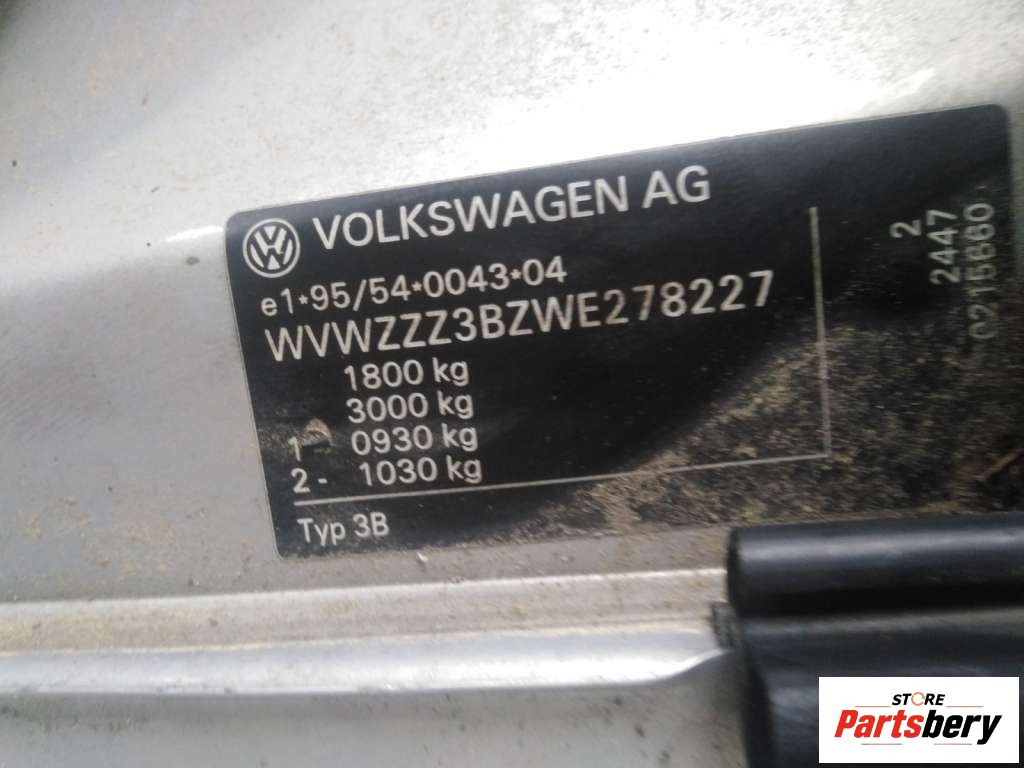 VOLKSWAGEN AG
e1*95/54*0043*04
WVWZZZ3BZWE278227
1800 kg
3000 kg
1- 0930 kg
2- 1030 kg
Typ 3B
2
2447
0215660
STORE
Partsbery